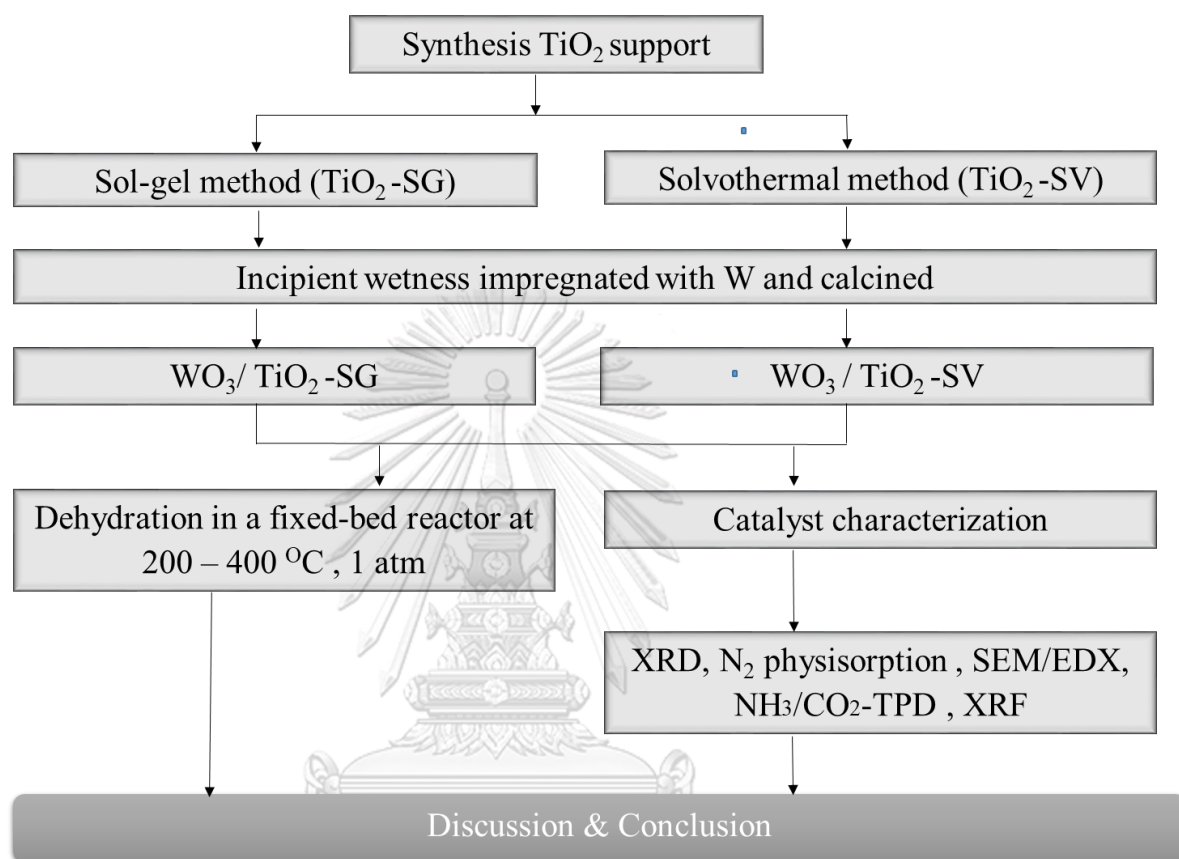 Synthesis TiO₂ support
Sol-gel method (TiO₂-SG)
Solvothermal method (TiO₂-SV)
Incipient wetness impregnated with W and calcined
WO₃/ TiO₂-SG
WO₃ / TiO₂-SV
Dehydration in a fixed-bed reactor at
200 – 400 ᴼC , 1 atm
Catalyst characterization
XRD, N₂ physisorption , SEM/EDX,
NH₃/CO₂-TPD , XRF
Discussion & Conclusion